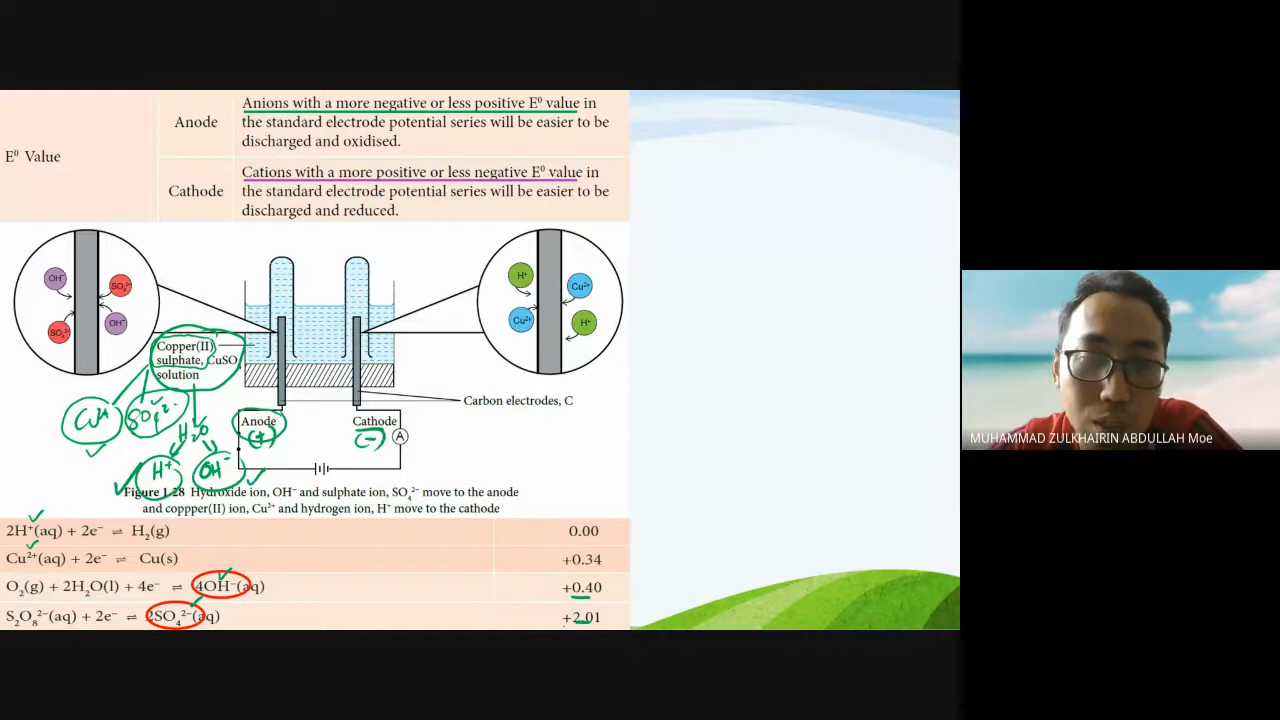 Anions with a more negative or less positive E⁰ value in
Anode
the standard electrode potential series will be easier to be
discharged and oxidised.
E⁰ Value
Cations with a more positive or less negative E⁰ value in
Cathode
the standard electrode potential series will be easier to be
discharged and reduced.
OH⁻
SO₄²⁻
SO₄²⁻
OH⁻
H⁺
Cu²⁺
Cu²⁺
H⁺
Copper(II)
sulphate, CuSO
solution
Carbon electrodes, C
Anode
(+)
Cathode
(−)
A
SO₄²⁻
H₂O
H⁺
OH⁻
Figure 1.28 Hydroxide ion, OH⁻ and sulphate ion, SO₄²⁻ move to the anode
and coppper(II) ion, Cu²⁺ and hydrogen ion, H⁺ move to the cathode
2H⁺(aq) + 2e⁻ ⇌ H₂(g) 0.00
Cu²⁺(aq) + 2e⁻ ⇌ Cu(s) +0.34
O₂(g) + 2H₂O(l) + 4e⁻ ⇌ 4OH⁻(aq) +0.40
S₂O₈²⁻(aq) + 2e⁻ ⇌ 2SO₄²⁻(aq) +2.01
MUHAMMAD ZULKHAIRIN ABDULLAH Moe